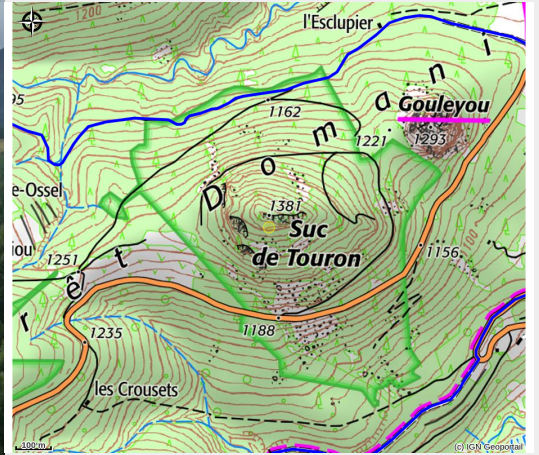 1200
l'Esclupier
95
Gouleyou
1162
1221
1293
D o m a n i
e-Ossel
1381
Suc
de Touron
iou
1251
1156
100
r ê t
1188
1235
les Crousets
100 m
(c) IGN Geoportail